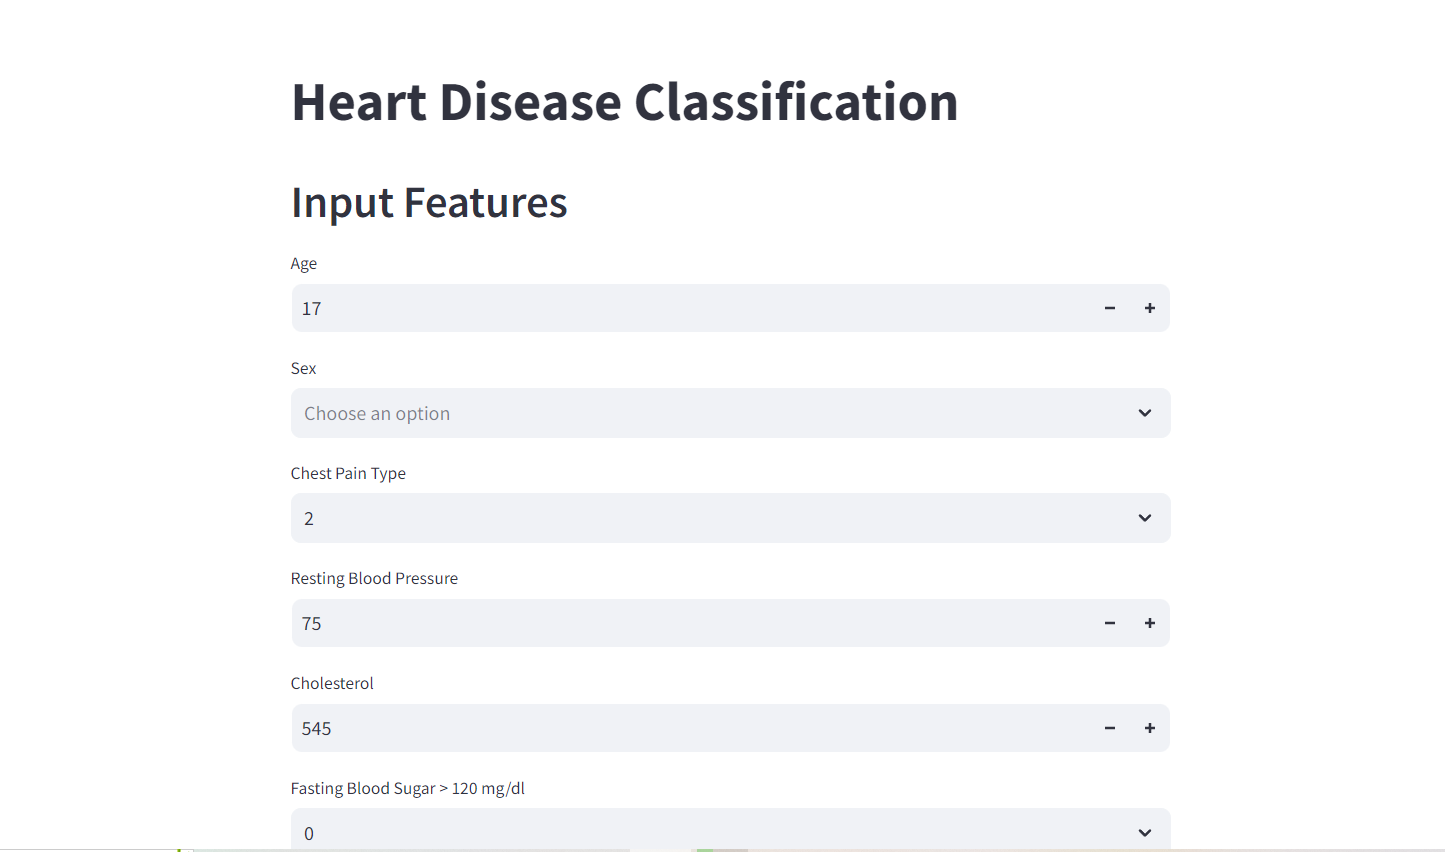 Heart Disease Classification
Input Features
Age
17
Sex
Choose an option
Chest Pain Type
2
Resting Blood Pressure
75
Cholesterol
545
Fasting Blood Sugar > 120 mg/dl
0